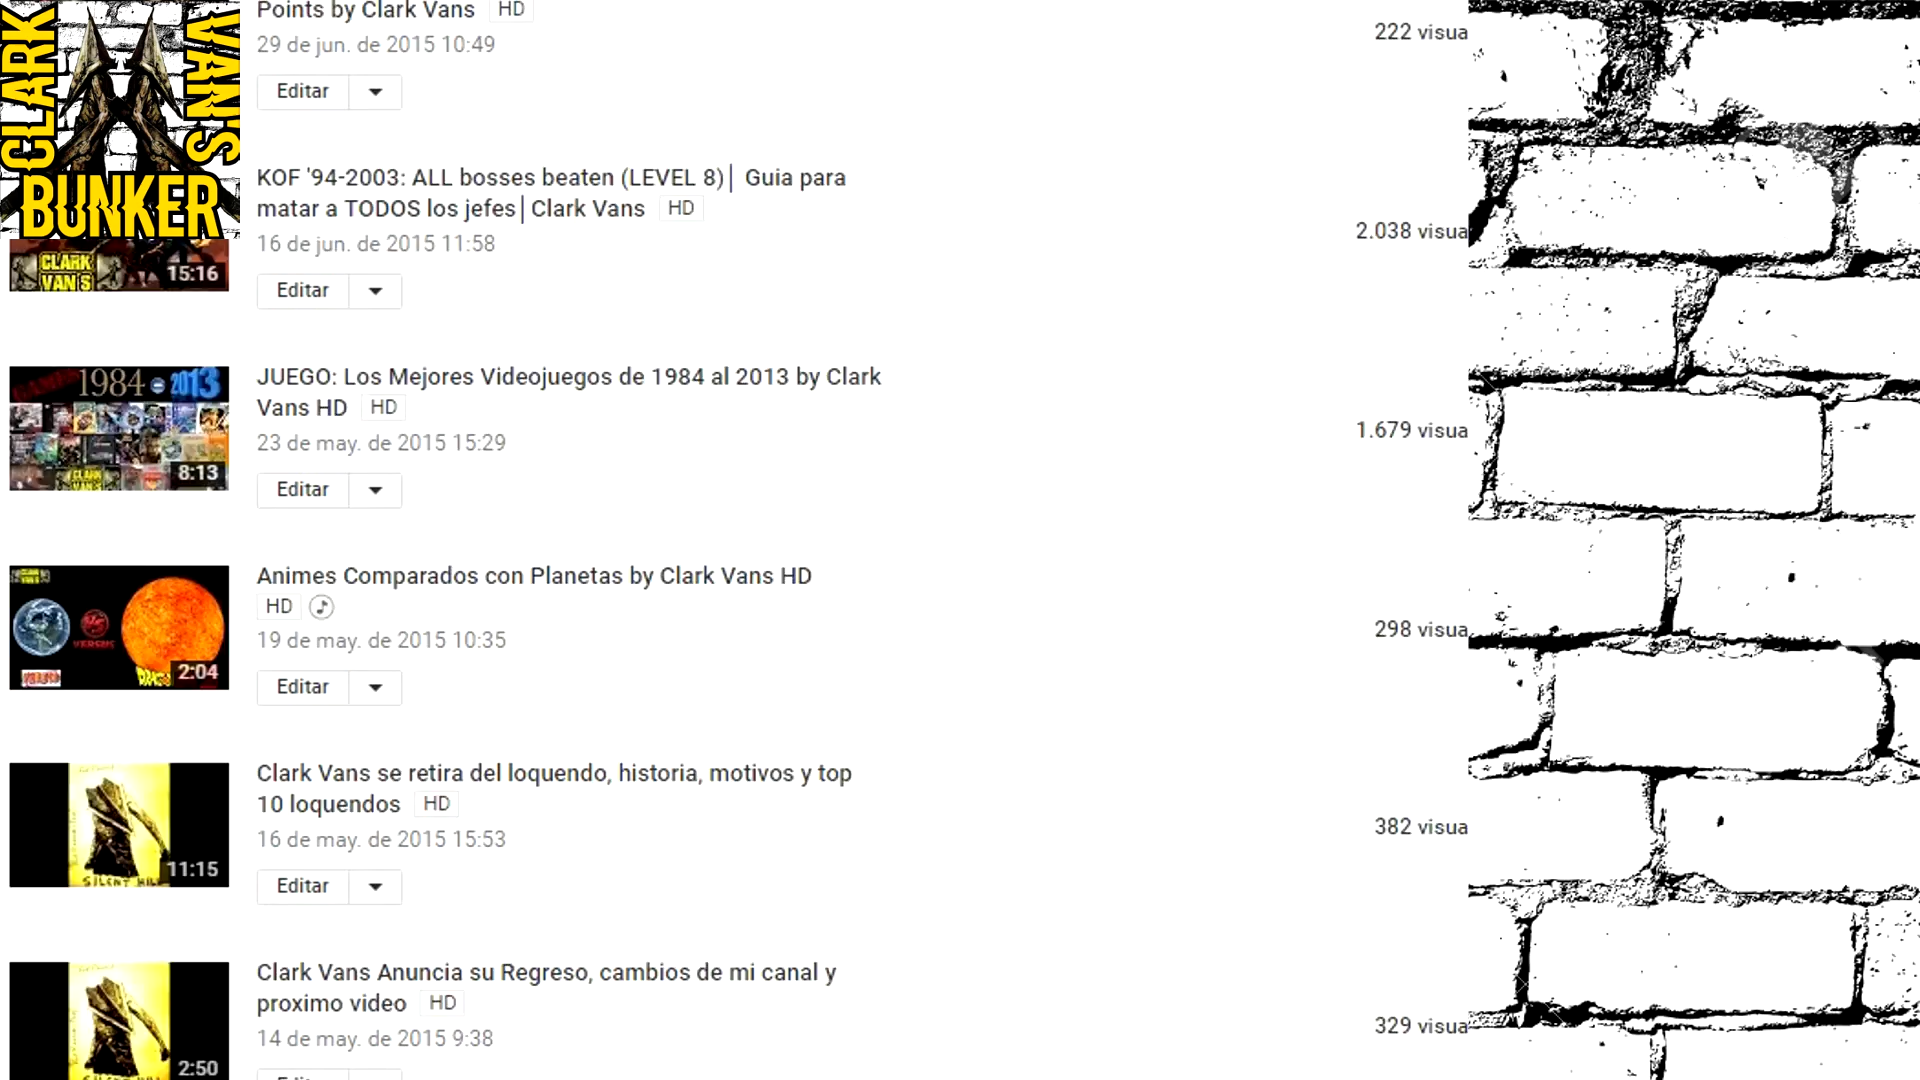 CLARK
VAN'S
BUNKER
Points by Clark Vans HD
29 de jun. de 2015 10:49
222 visua
Editar
KOF '94-2003: ALL bosses beaten (LEVEL 8)│ Guia para
matar a TODOS los jefes│Clark Vans HD
16 de jun. de 2015 11:58
2.038 visua
CLARK
VAN'S
15:16
Editar
1984
2013
8:13
JUEGO: Los Mejores Videojuegos de 1984 al 2013 by Clark
Vans HD HD
23 de may. de 2015 15:29
1.679 visua
Editar
VERSUS
2:04
Animes Comparados con Planetas by Clark Vans HD
HD
19 de may. de 2015 10:35
298 visua
Editar
SILENT HILL
11:15
Clark Vans se retira del loquendo, historia, motivos y top
10 loquendos HD
16 de may. de 2015 15:53
382 visua
Editar
2:50
Clark Vans Anuncia su Regreso, cambios de mi canal y
proximo video HD
14 de may. de 2015 9:38
329 visua